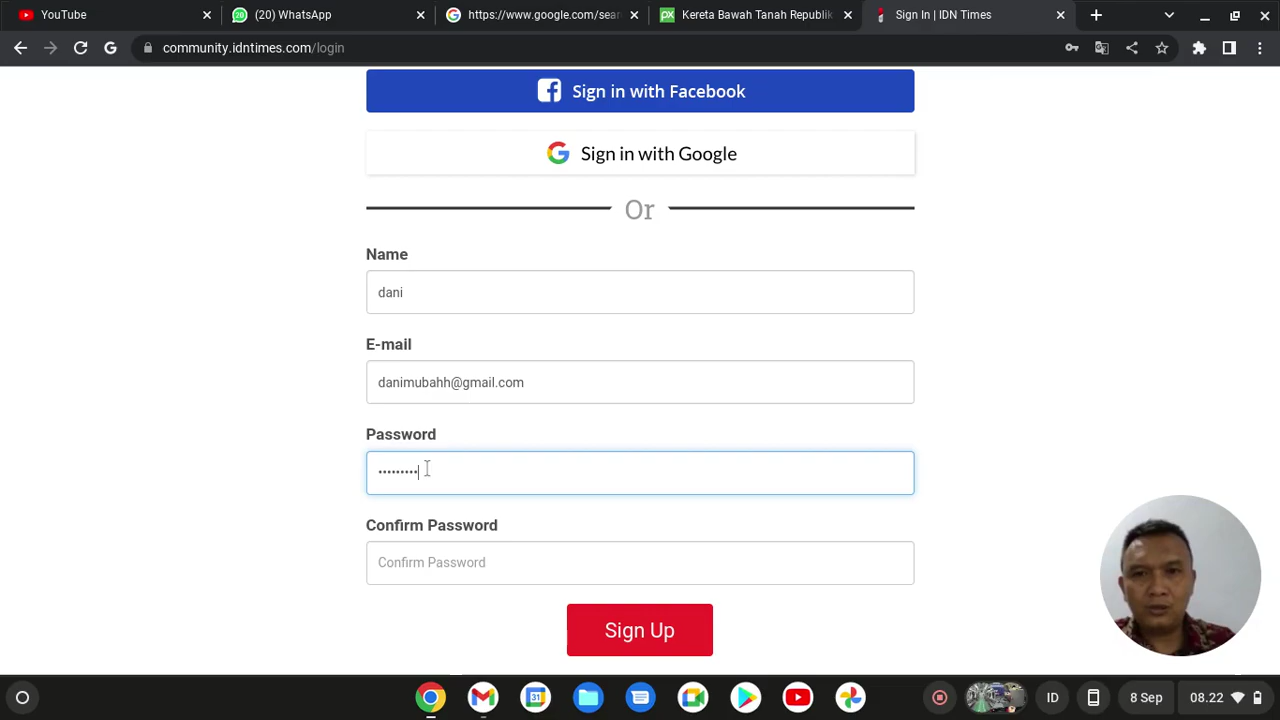 YouTube
(20) WhatsApp
https://www.google.com/sear
Kereta Bawah Tanah Republik
Sign In | IDN Times
community.idntimes.com/login
Sign in with Facebook
Sign in with Google
Or
Name
dani
E-mail
danimubahh@gmail.com
Password
•••••••••
Confirm Password
Confirm Password
Sign Up
ID
8 Sep
08.22